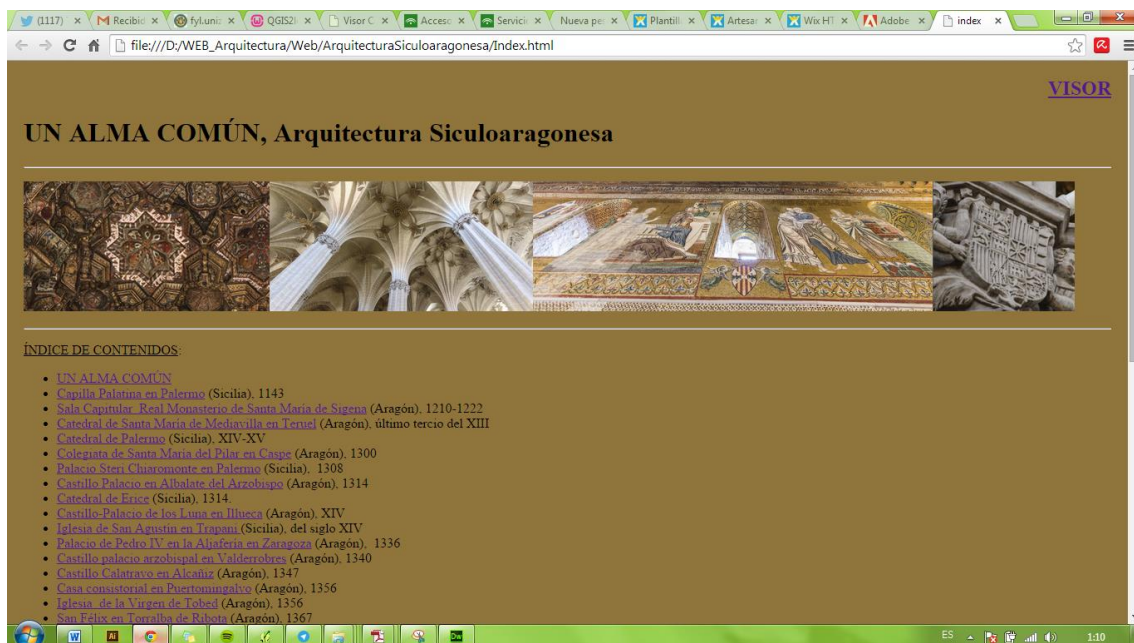 (1117)
Recibid
fyl.uniz
QGIS2l
Visor C
Acceso
Servicio
Nueva pe
Plantill
Artesan
Wix HT
Adobe
index
file:///D:/WEB_Arquitectura/Web/ArquitecturaSiculoaragonesa/Index.html
VISOR
UN ALMA COMÚN, Arquitectura Siculoaragonesa
ÍNDICE DE CONTENIDOS:
UN ALMA COMÚN
Capilla Palatina en Palermo (Sicilia), 1143
Sala Capitular Real Monasterio de Santa María de Sigena (Aragón), 1210-1222
Catedral de Santa María de Mediavilla en Teruel (Aragón), último tercio del XIII
Catedral de Palermo (Sicilia), XIV-XV
Colegiata de Santa María del Pilar en Caspe (Aragón), 1300
Palacio Steri Chiaromonte en Palermo (Sicilia), 1308
Castillo Palacio en Albalate del Arzobispo (Aragón), 1314
Catedral de Erice (Sicilia), 1314.
Castillo-Palacio de los Luna en Illueca (Aragón), XIV
Iglesia de San Agustín en Trapani (Sicilia), del siglo XIV
Palacio de Pedro IV en la Aljafería en Zaragoza (Aragón), 1336
Castillo palacio arzobispal en Valderrobres (Aragón), 1340
Castillo Calatravo en Alcañiz (Aragón), 1347
Casa consistorial en Puertomingalvo (Aragón), 1356
Iglesia de la Virgen de Tobed (Aragón), 1356
San Félix en Torralba de Ribota (Aragón), 1367
W
Ai
Dw
ES
1:10